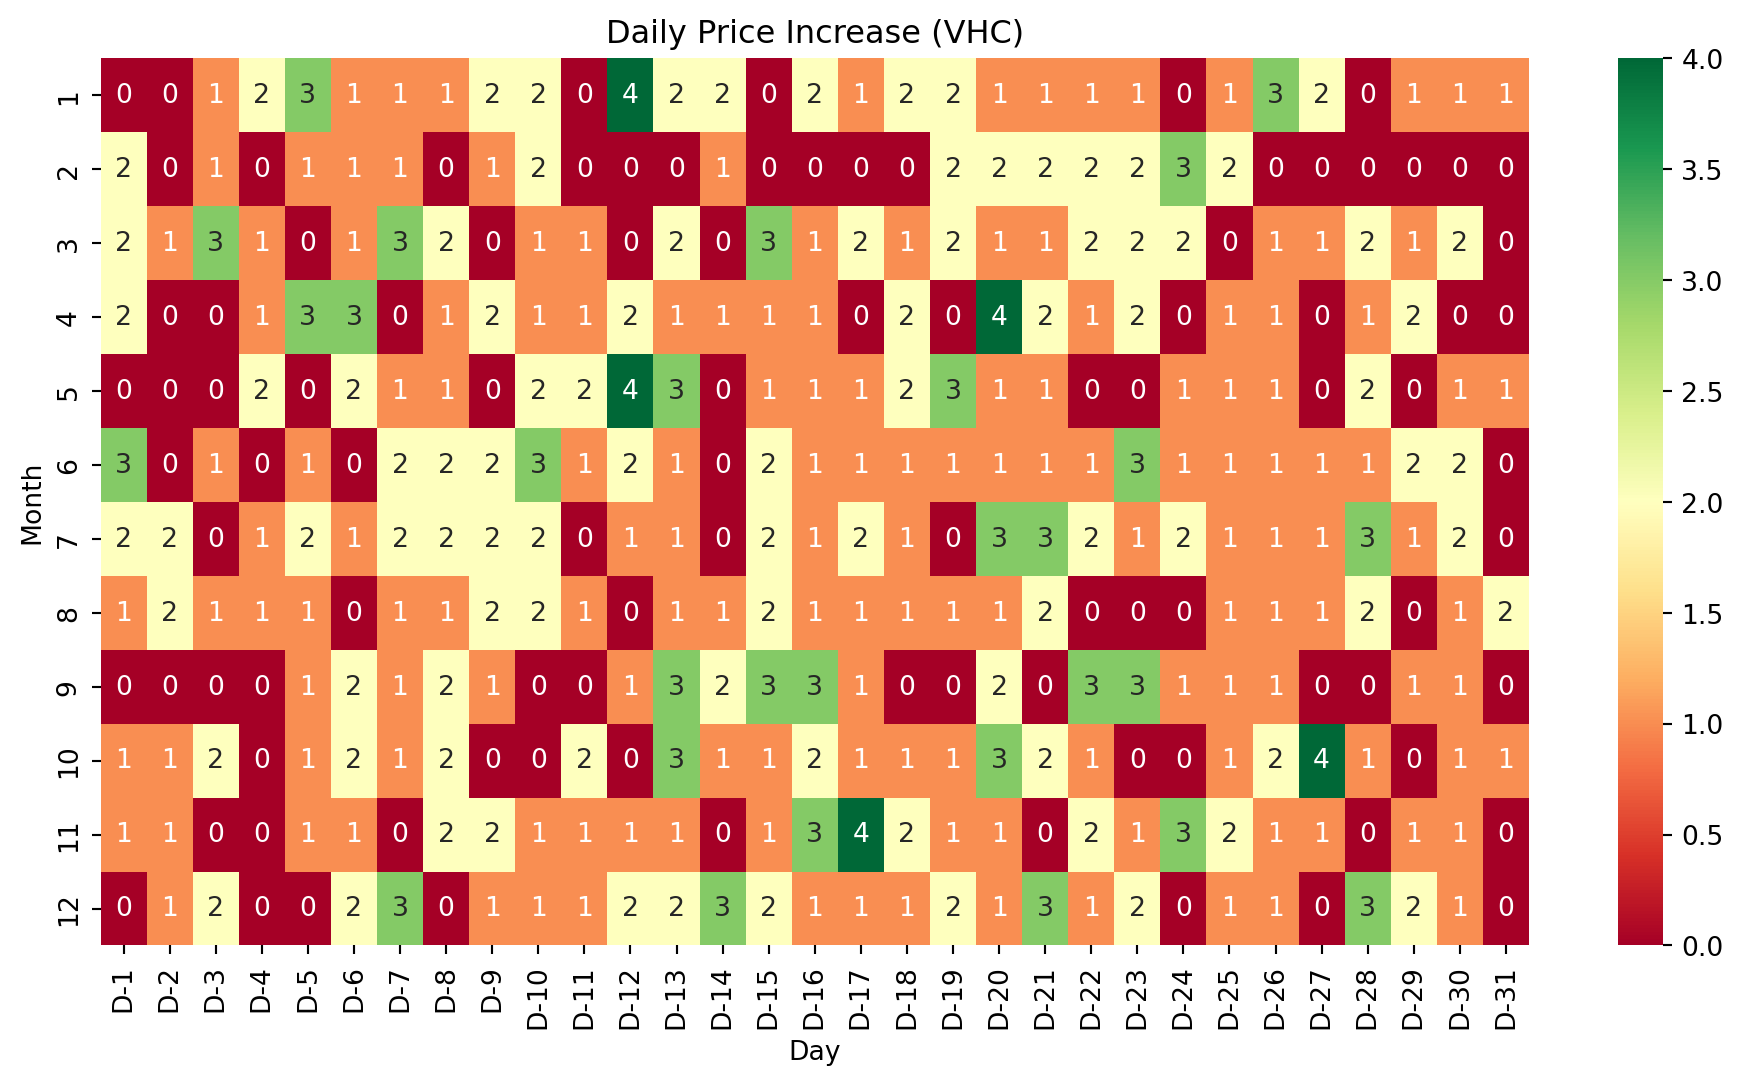 Daily Price Increase (VHC)
1 0 0 1 2 3 1 1 1 2 2 0 4 2 2 0 2 1 2 2 1 1 1 1 0 1 3 2 0 1 1 1
2 2 0 1 0 1 1 1 0 1 2 0 0 0 1 0 0 0 0 2 2 2 2 2 3 2 0 0 0 0 0 0
3 2 1 3 1 0 1 3 2 0 1 1 0 2 0 3 1 2 1 2 1 1 2 2 2 0 1 1 2 1 2 0
4 2 0 0 1 3 3 0 1 2 1 1 2 1 1 1 1 0 2 0 4 2 1 2 0 1 1 0 1 2 0 0
5 0 0 0 2 0 2 1 1 0 2 2 4 3 0 1 1 1 2 3 1 1 0 0 1 1 1 0 2 0 1 1
6 3 0 1 0 1 0 2 2 2 3 1 2 1 0 2 1 1 1 1 1 1 1 3 1 1 1 1 1 2 2 0
7 2 2 0 1 2 1 2 2 2 2 0 1 1 0 2 1 2 1 0 3 3 2 1 2 1 1 1 3 1 2 0
8 1 2 1 1 1 0 1 1 2 2 1 0 1 1 2 1 1 1 1 1 2 0 0 0 1 1 1 2 0 1 2
9 0 0 0 0 1 2 1 2 1 0 0 1 3 2 3 3 1 0 0 2 0 3 3 1 1 1 0 0 1 1 0
10 1 1 2 0 1 2 1 2 0 0 2 0 3 1 1 2 1 1 1 3 2 1 0 0 1 2 4 1 0 1 1
11 1 1 0 0 1 1 0 2 2 1 1 1 1 0 1 3 4 2 1 1 0 2 1 3 2 1 1 0 1 1 0
12 0 1 2 0 0 2 3 0 1 1 1 2 2 3 2 1 1 1 2 1 3 1 2 0 1 1 0 3 2 1 0
D-1 D-2 D-3 D-4 D-5 D-6 D-7 D-8 D-9 D-10 D-11 D-12 D-13 D-14 D-15 D-16 D-17 D-18 D-19 D-20 D-21 D-22 D-23 D-24 D-25 D-26 D-27 D-28 D-29 D-30 D-31
Day
Month
4.0
3.5
3.0
2.5
2.0
1.5
1.0
0.5
0.0